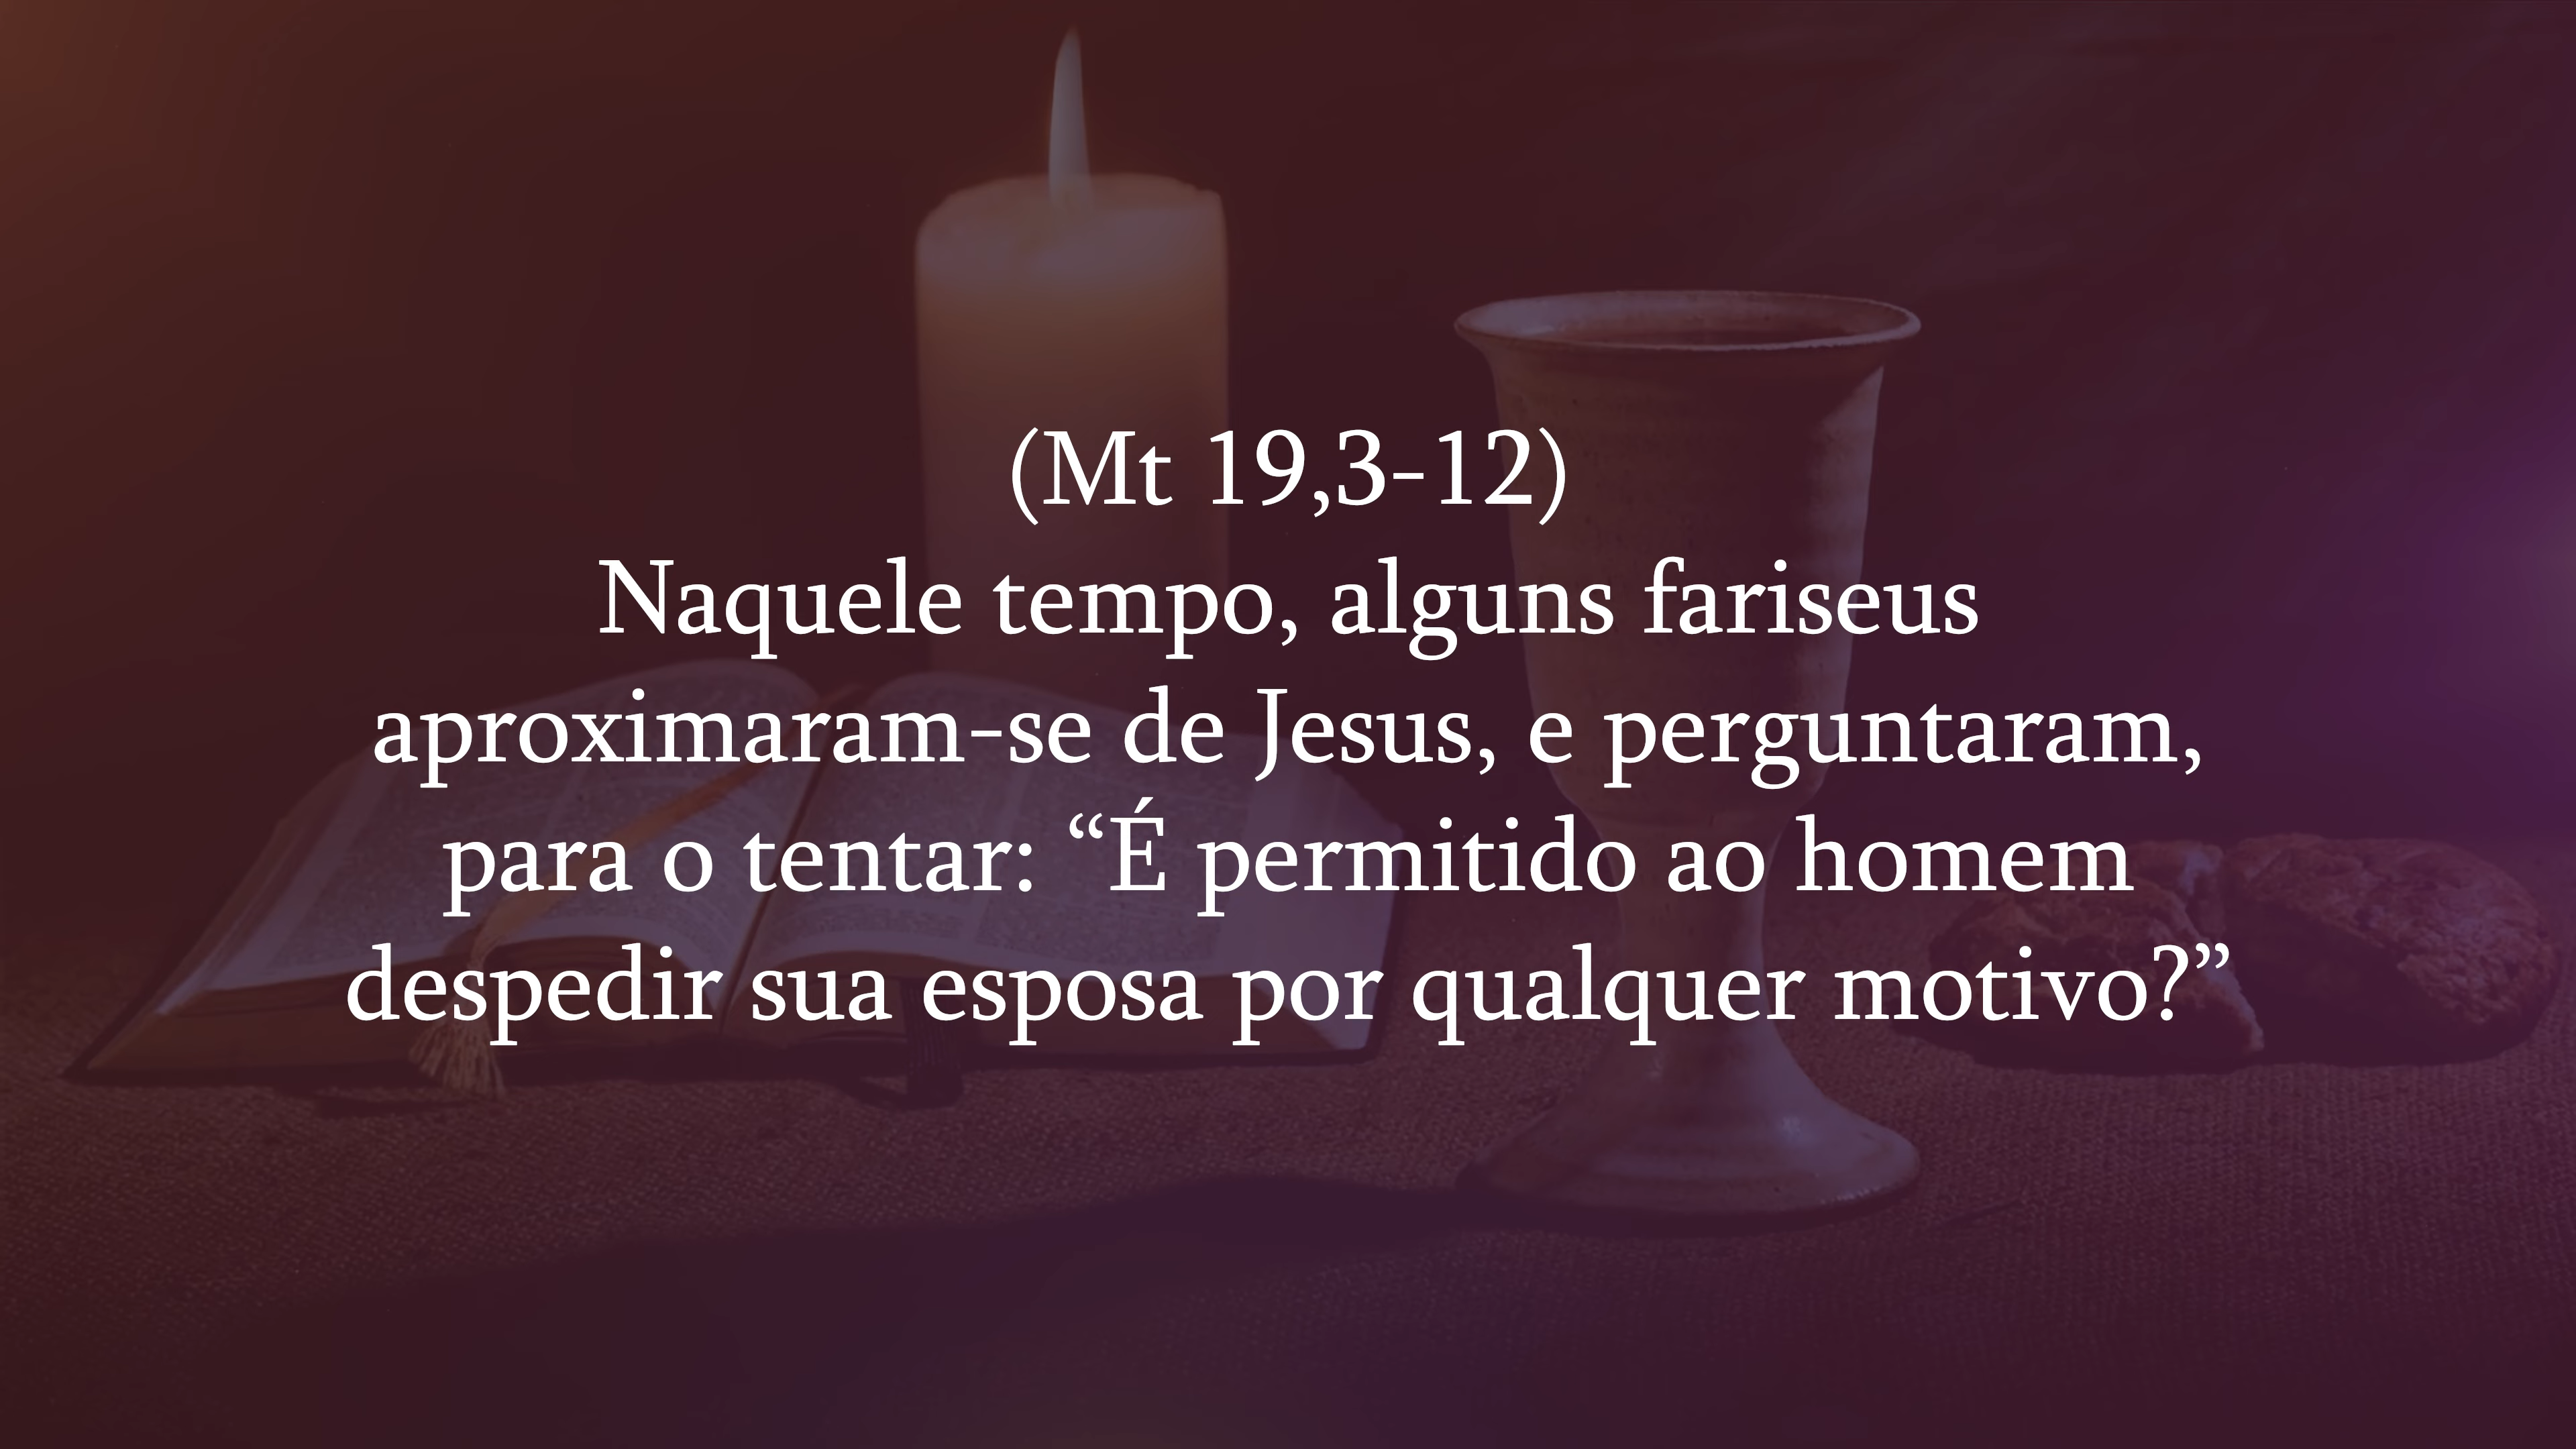 (Mt 19,3-12)
Naquele tempo, alguns fariseus
aproximaram-se de Jesus, e perguntaram,
para o tentar: “É permitido ao homem
despedir sua esposa por qualquer motivo?”